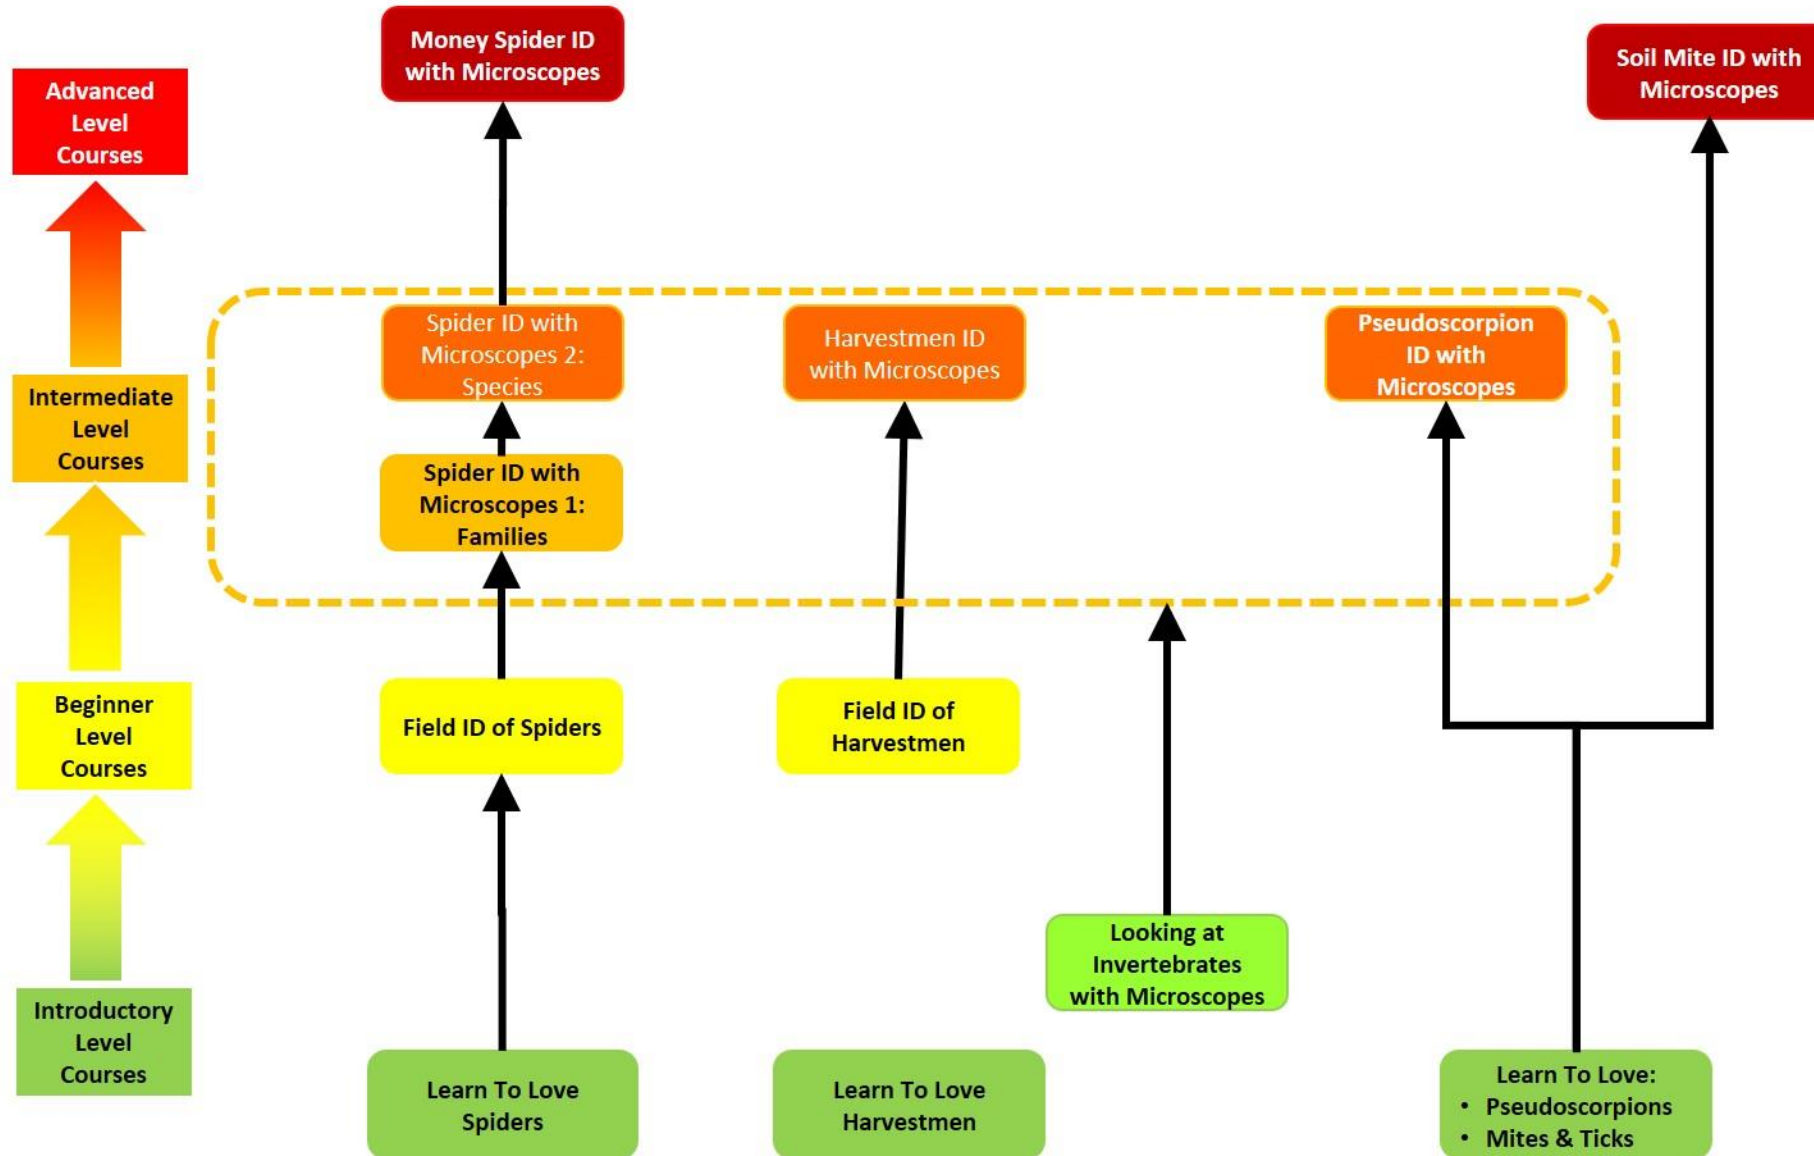 Money Spider ID
with Microscopes
Soil Mite ID with
Microscopes
Advanced
Level
Courses
Spider ID with
Microscopes 2:
Species
Harvestmen ID
with Microscopes
Pseudoscorpion
ID with
Microscopes
Intermediate
Level
Courses
Spider ID with
Microscopes 1:
Families
Beginner
Level
Courses
Field ID of Spiders
Field ID of
Harvestmen
Looking at
Invertebrates
with Microscopes
Introductory
Level
Courses
Learn To Love
Spiders
Learn To Love
Harvestmen
Learn To Love:
• Pseudoscorpions
• Mites & Ticks